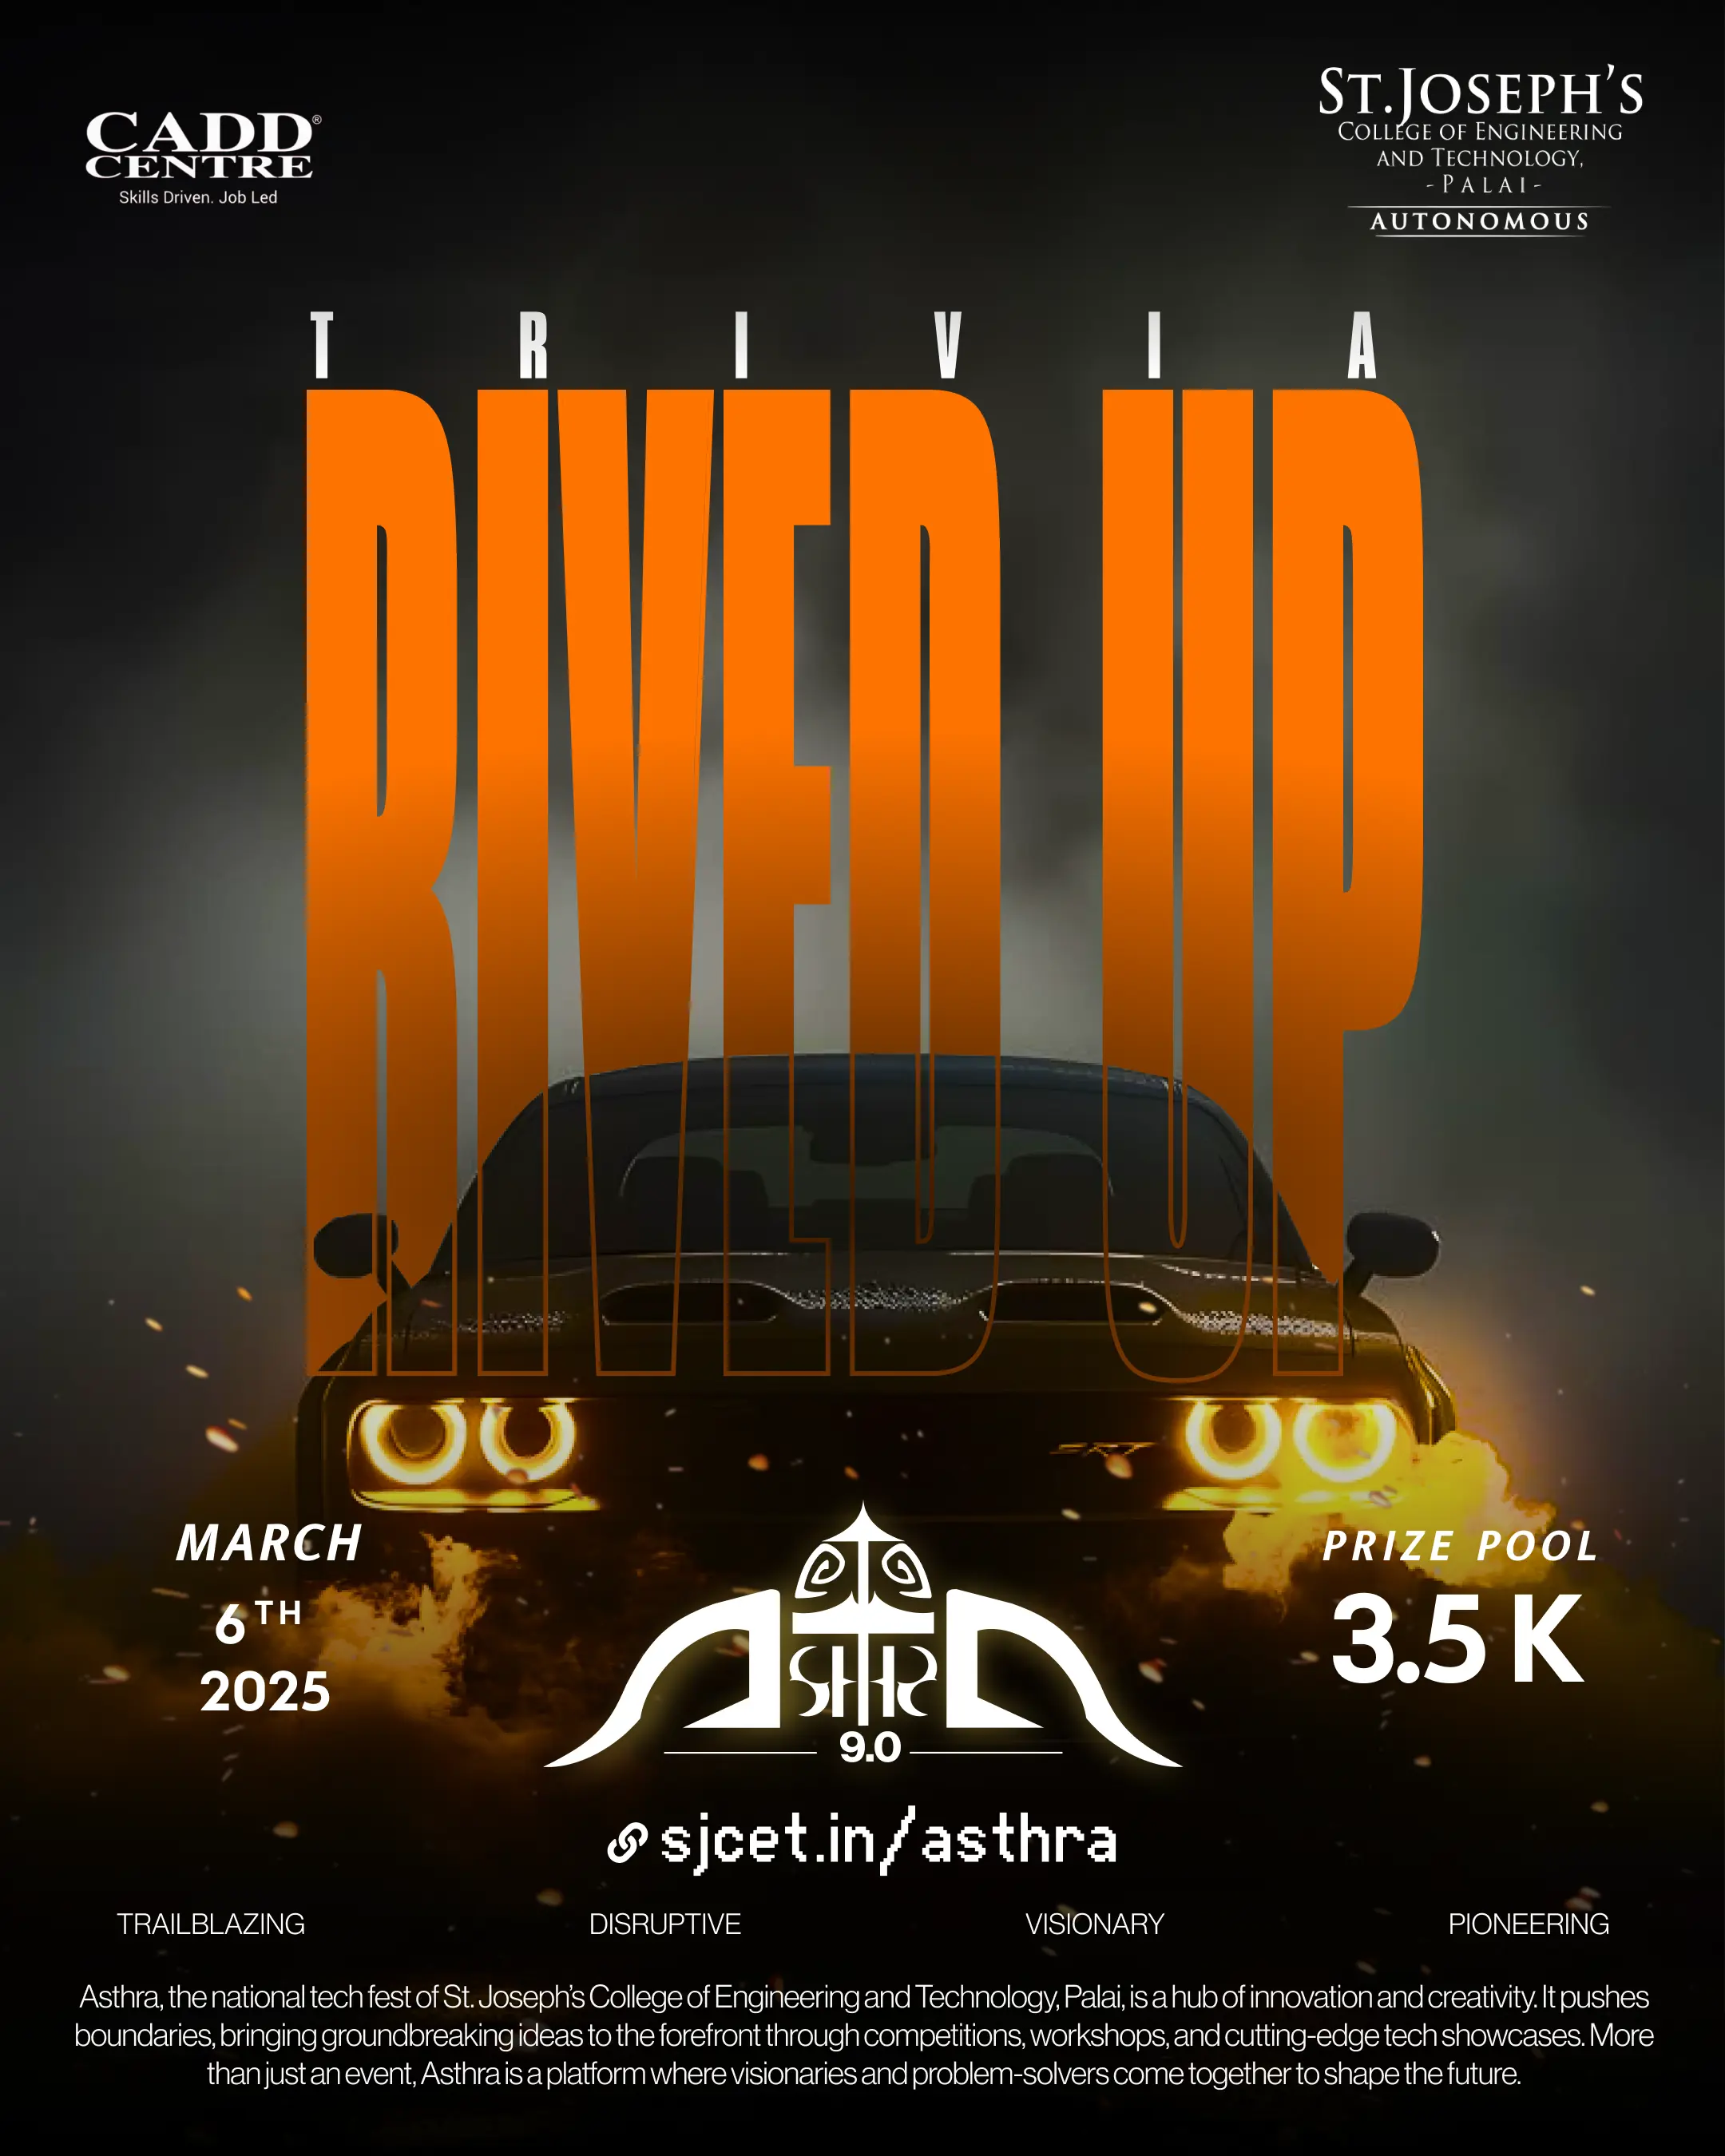 CADD®
CENTRE
Skills Driven. Job Led
ST.JOSEPH'S
COLLEGE OF ENGINEERING
AND TECHNOLOGY,
- PALAI -
AUTONOMOUS
TRIVIA
RIVED UP
SRT
MARCH
6TH
2025
PRIZE POOL
3.5 K
ASTHRA
9.0
sjcet.in/asthra
TRAILBLAZING DISRUPTIVE VISIONARY PIONEERING
Asthra, the national tech fest of St. Joseph's College of Engineering and Technology, Palai, is a hub of innovation and creativity. It pushes
boundaries, bringing groundbreaking ideas to the forefront through competitions, workshops, and cutting-edge tech showcases. More
than just an event, Asthra is a platform where visionaries and problem-solvers come together to shape the future.